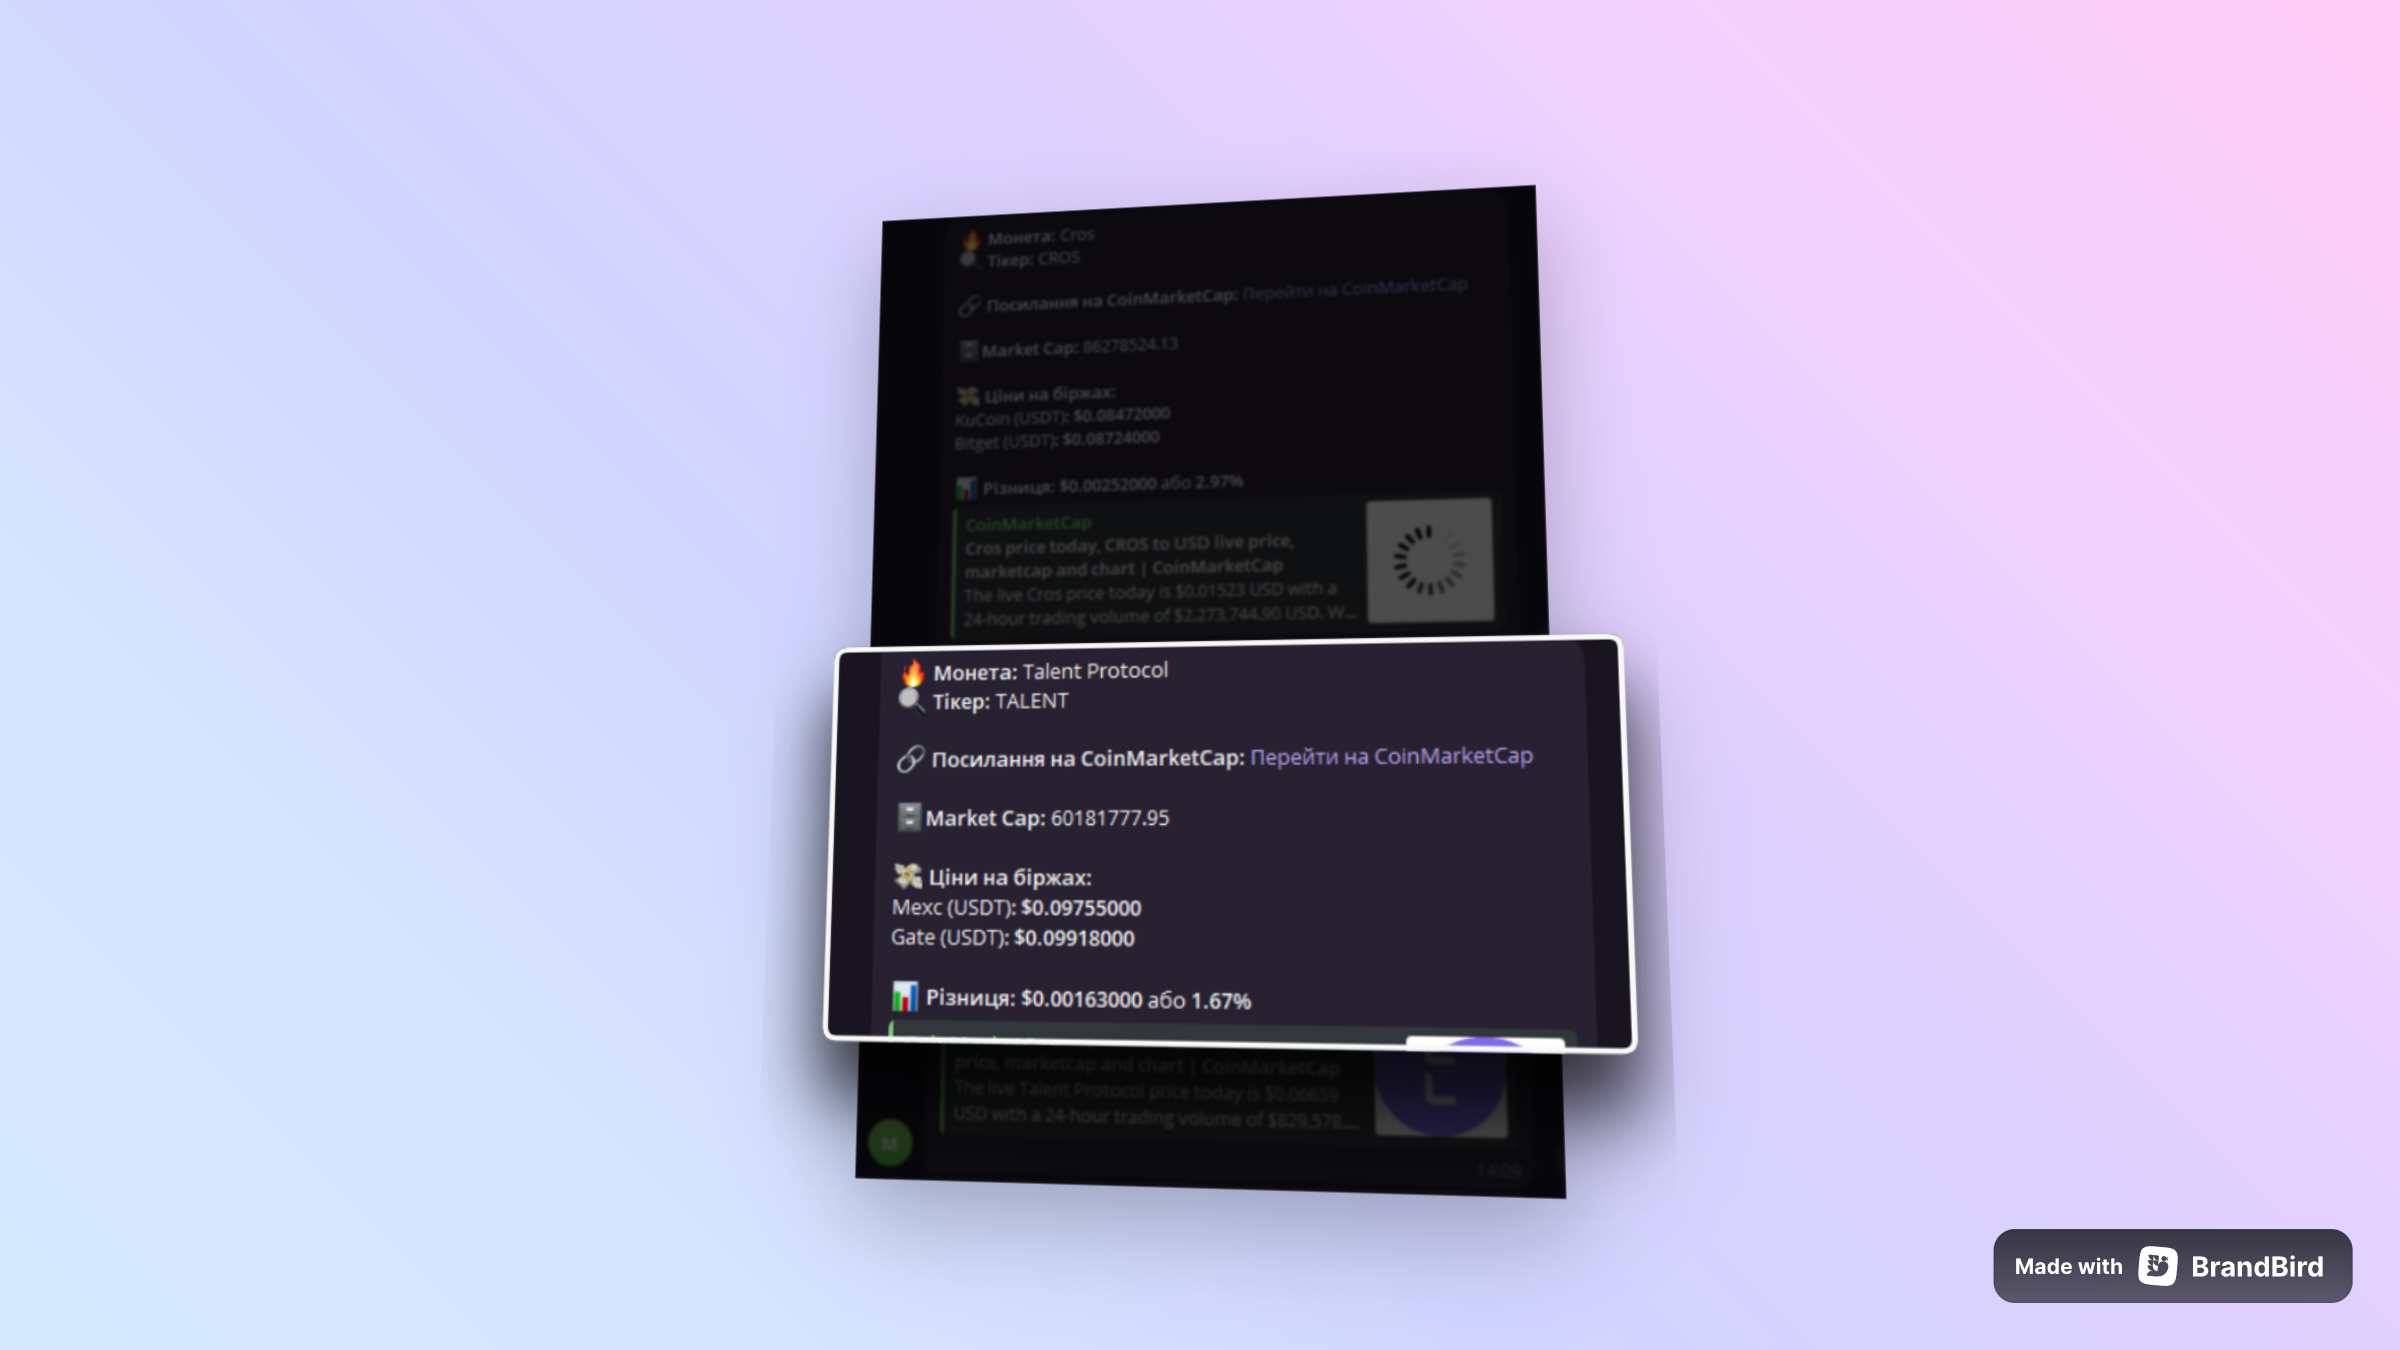 🔥 Монета: Cros
🔍 Тікер: CROS
🔗 Посилання на CoinMarketCap: Перейти на CoinMarketCap
🗄 Market Cap: 86278524.13
💸 Ціни на біржах:
KuCoin (USDT): $0.08472000
Bitget (USDT): $0.08724000
📊 Різниця: $0.00252000 або 2.97%
CoinMarketCap
Cros price today, CROS to USD live price,
marketcap and chart | CoinMarketCap
The live Cros price today is $0.01523 USD with a
24-hour trading volume of $2,273,744.90 USD. W...
🔥 Монета: Talent Protocol
🔍 Тікер: TALENT
🔗 Посилання на CoinMarketCap: Перейти на CoinMarketCap
🗄 Market Cap: 60181777.95
💸 Ціни на біржах:
Mexc (USDT): $0.09755000
Gate (USDT): $0.09918000
📊 Різниця: $0.00163000 або 1.67%
price, marketcap and chart | CoinMarketCap
The live Talent Protocol price today is $0.06659
USD with a 24-hour trading volume of $829,578....
M
14:09
Made with BrandBird